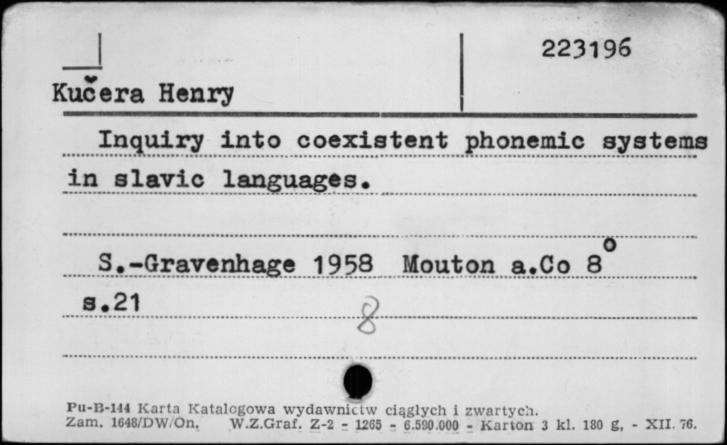 223196
Kučera Henry
Inquiry into coexistent phonemic systems
in slavic languages.
S.-Gravenhage 1958 Mouton a.Co 8°
s.21
8
Pu-B-144 Karta Katalogowa wydawnictw ciągłych i zwartych.
Zam. 1648/DW/On. W.Z.Graf. Z-2 - 1265 - 6.590.000 - Karton 3 kl. 180 g, - XII. 76.